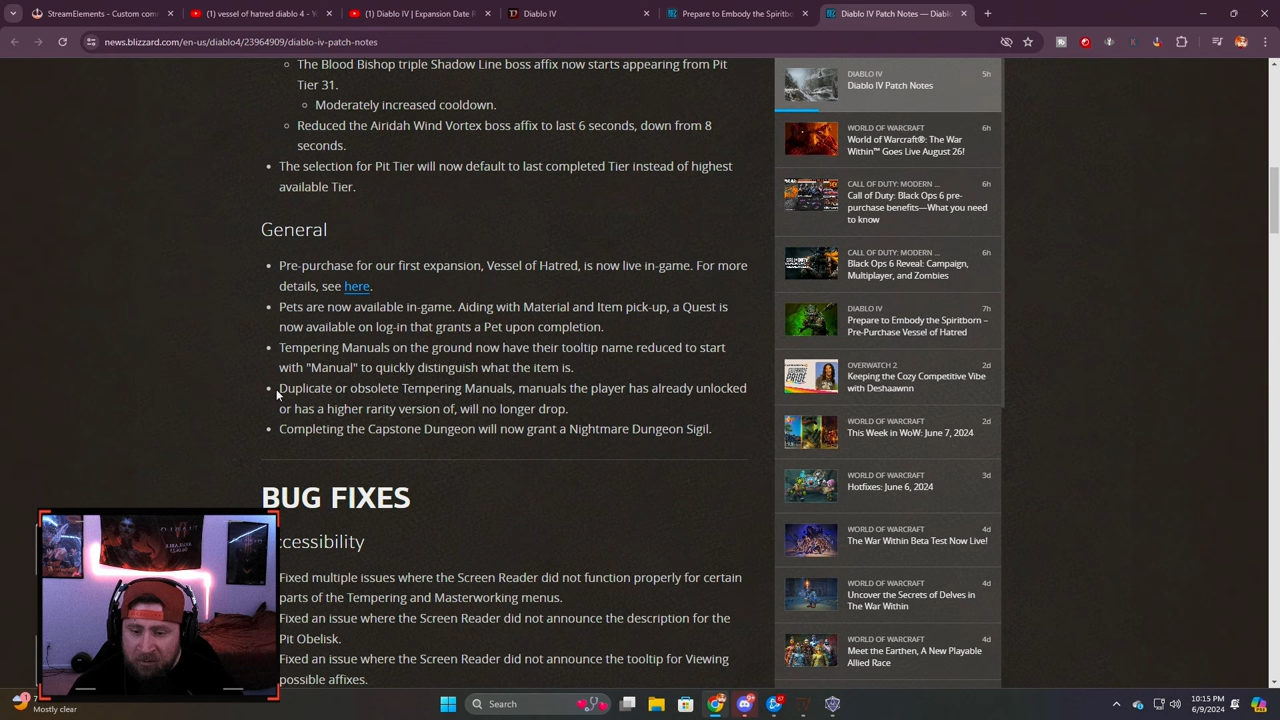 StreamElements - Custom com
(1) vessel of hatred diablo 4 - Y
(1) Diablo IV | Expansion Date R
Diablo IV
Prepare to Embody the Spiritbo
Diablo IV Patch Notes — Diablo
news.blizzard.com/en-us/diablo4/23964909/diablo-iv-patch-notes
The Blood Bishop triple Shadow Line boss affix now starts appearing from Pit
Tier 31.
Moderately increased cooldown.
Reduced the Airidah Wind Vortex boss affix to last 6 seconds, down from 8
seconds.
The selection for Pit Tier will now default to last completed Tier instead of highest
available Tier.
General
Pre-purchase for our first expansion, Vessel of Hatred, is now live in-game. For more
details, see here.
Pets are now available in-game. Aiding with Material and Item pick-up, a Quest is
now available on log-in that grants a Pet upon completion.
Tempering Manuals on the ground now have their tooltip name reduced to start
with "Manual" to quickly distinguish what the item is.
Duplicate or obsolete Tempering Manuals, manuals the player has already unlocked
or has a higher rarity version of, will no longer drop.
Completing the Capstone Dungeon will now grant a Nightmare Dungeon Sigil.
BUG FIXES
ccessibility
Fixed multiple issues where the Screen Reader did not function properly for certain
parts of the Tempering and Masterworking menus.
Fixed an issue where the Screen Reader did not announce the description for the
Pit Obelisk.
Fixed an issue where the Screen Reader did not announce the tooltip for Viewing
possible affixes.
DIABLO IV 5h
Diablo IV Patch Notes
WORLD OF WARCRAFT 6h
World of Warcraft®: The War
Within™ Goes Live August 26!
CALL OF DUTY: MODERN ... 6h
Call of Duty: Black Ops 6 pre-
purchase benefits—What you need
to know
CALL OF DUTY: MODERN ... 6h
Black Ops 6 Reveal: Campaign,
Multiplayer, and Zombies
DIABLO IV 7h
Prepare to Embody the Spiritborn –
Pre-Purchase Vessel of Hatred
OVERWATCH 2 2d
Keeping the Cozy Competitive Vibe
with Deshaawnn
WORLD OF WARCRAFT 2d
This Week in WoW: June 7, 2024
WORLD OF WARCRAFT 3d
Hotfixes: June 6, 2024
WORLD OF WARCRAFT 4d
The War Within Beta Test Now Live!
WORLD OF WARCRAFT 4d
Uncover the Secrets of Delves in
The War Within
WORLD OF WARCRAFT 4d
Meet the Earthen, A New Playable
Allied Race
Mostly clear
Search
10:15 PM
6/9/2024